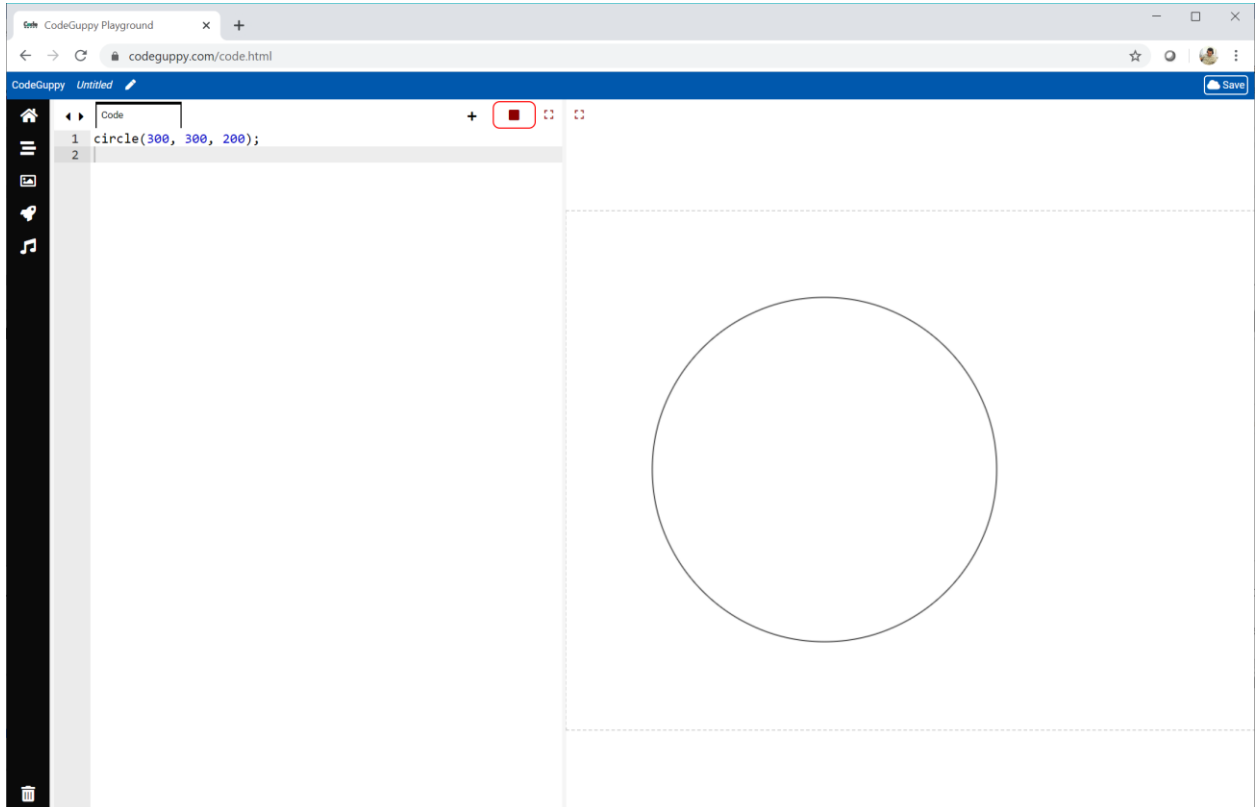 CodeGuppy Playground
codeguppy.com/code.html
CodeGuppy Untitled Save
Code
1 circle(300, 300, 200);
2